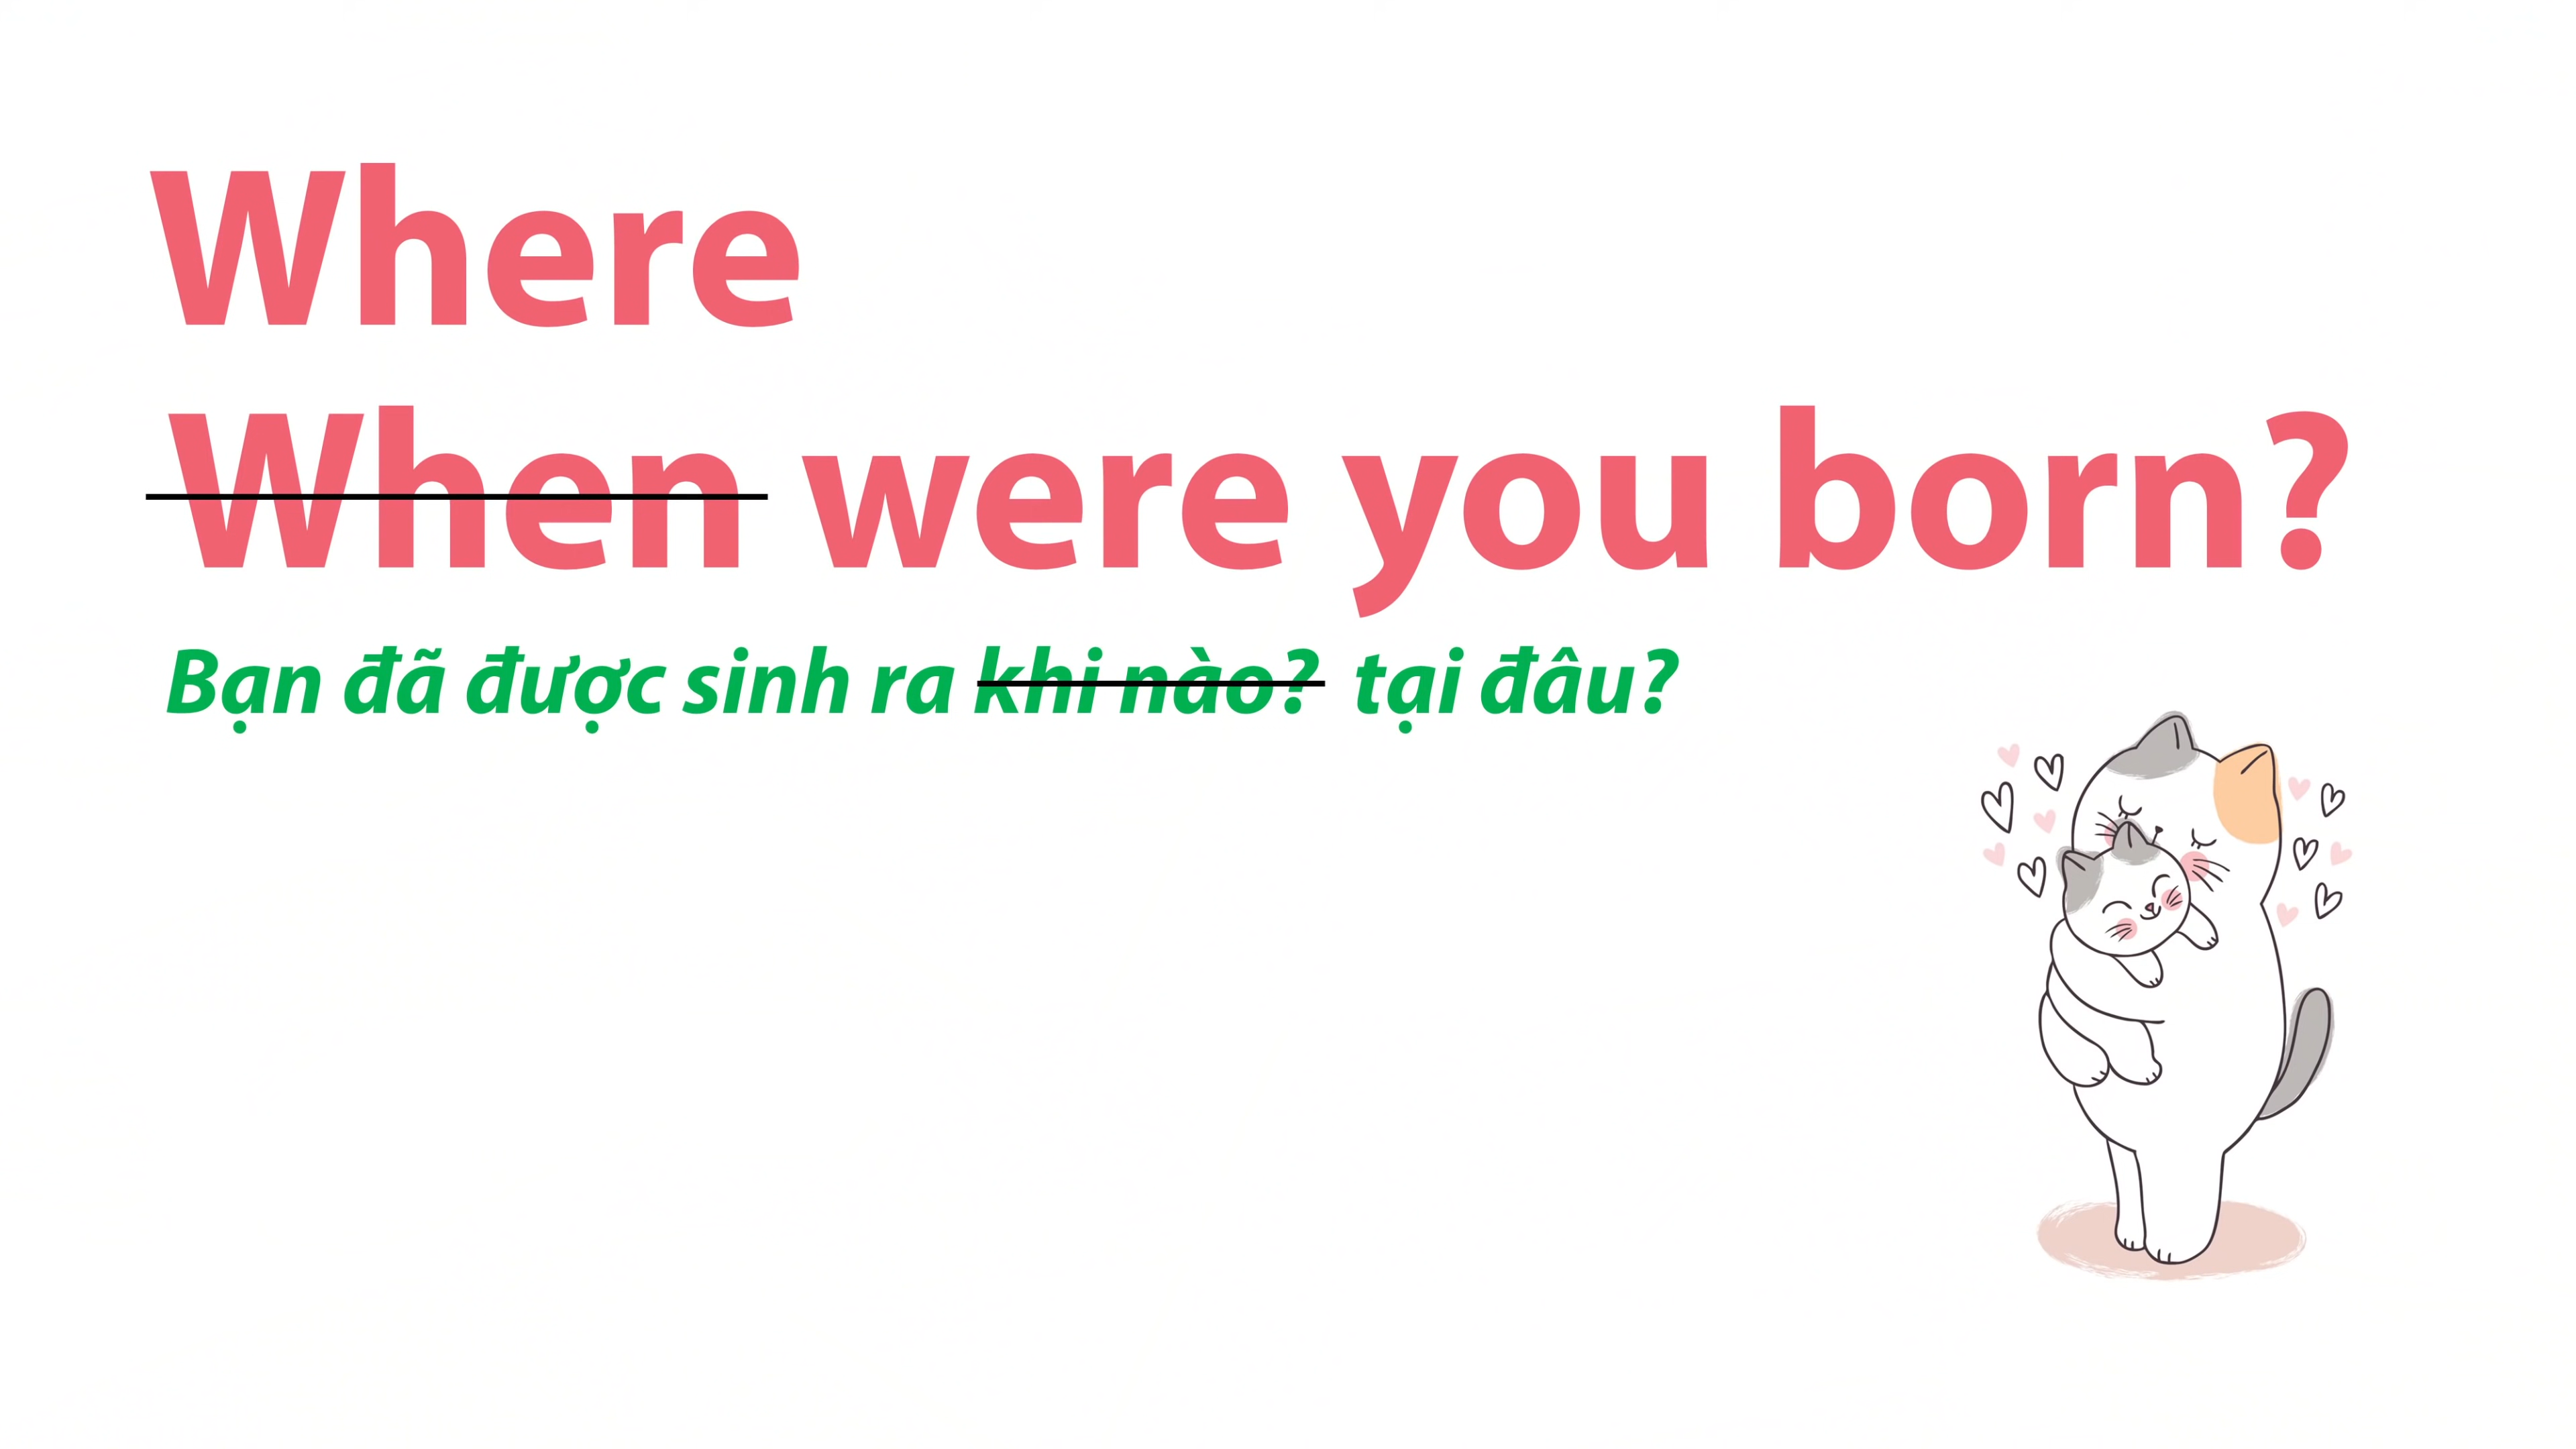 Where
When were you born?
Bạn đã được sinh ra khi nào? tại đâu?